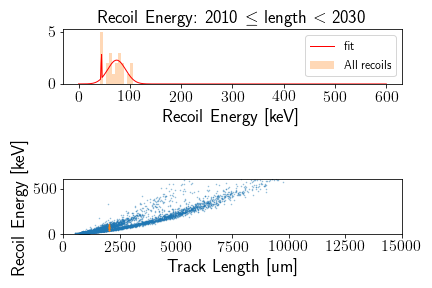 Recoil Energy: 2010 ≤ length < 2030
5
0
fit
All recoils
0 100 200 300 400 500 600
Recoil Energy [keV]
Recoil Energy [keV]
500
0
0 2500 5000 7500 10000 12500 15000
Track Length [um]